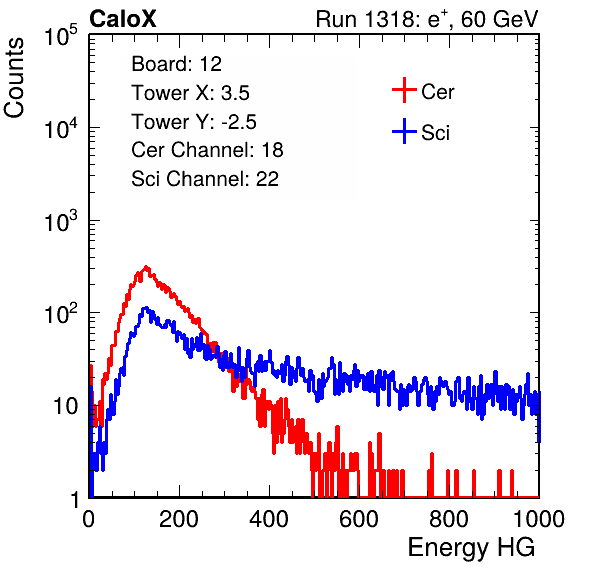 CaloX Run 1318: e+, 60 GeV
Counts
10^5
10^4
10^3
10^2
10
1
Board: 12
Tower X: 3.5
Tower Y: -2.5
Cer Channel: 18
Sci Channel: 22
Cer
Sci
0 200 400 600 800 1000
Energy HG